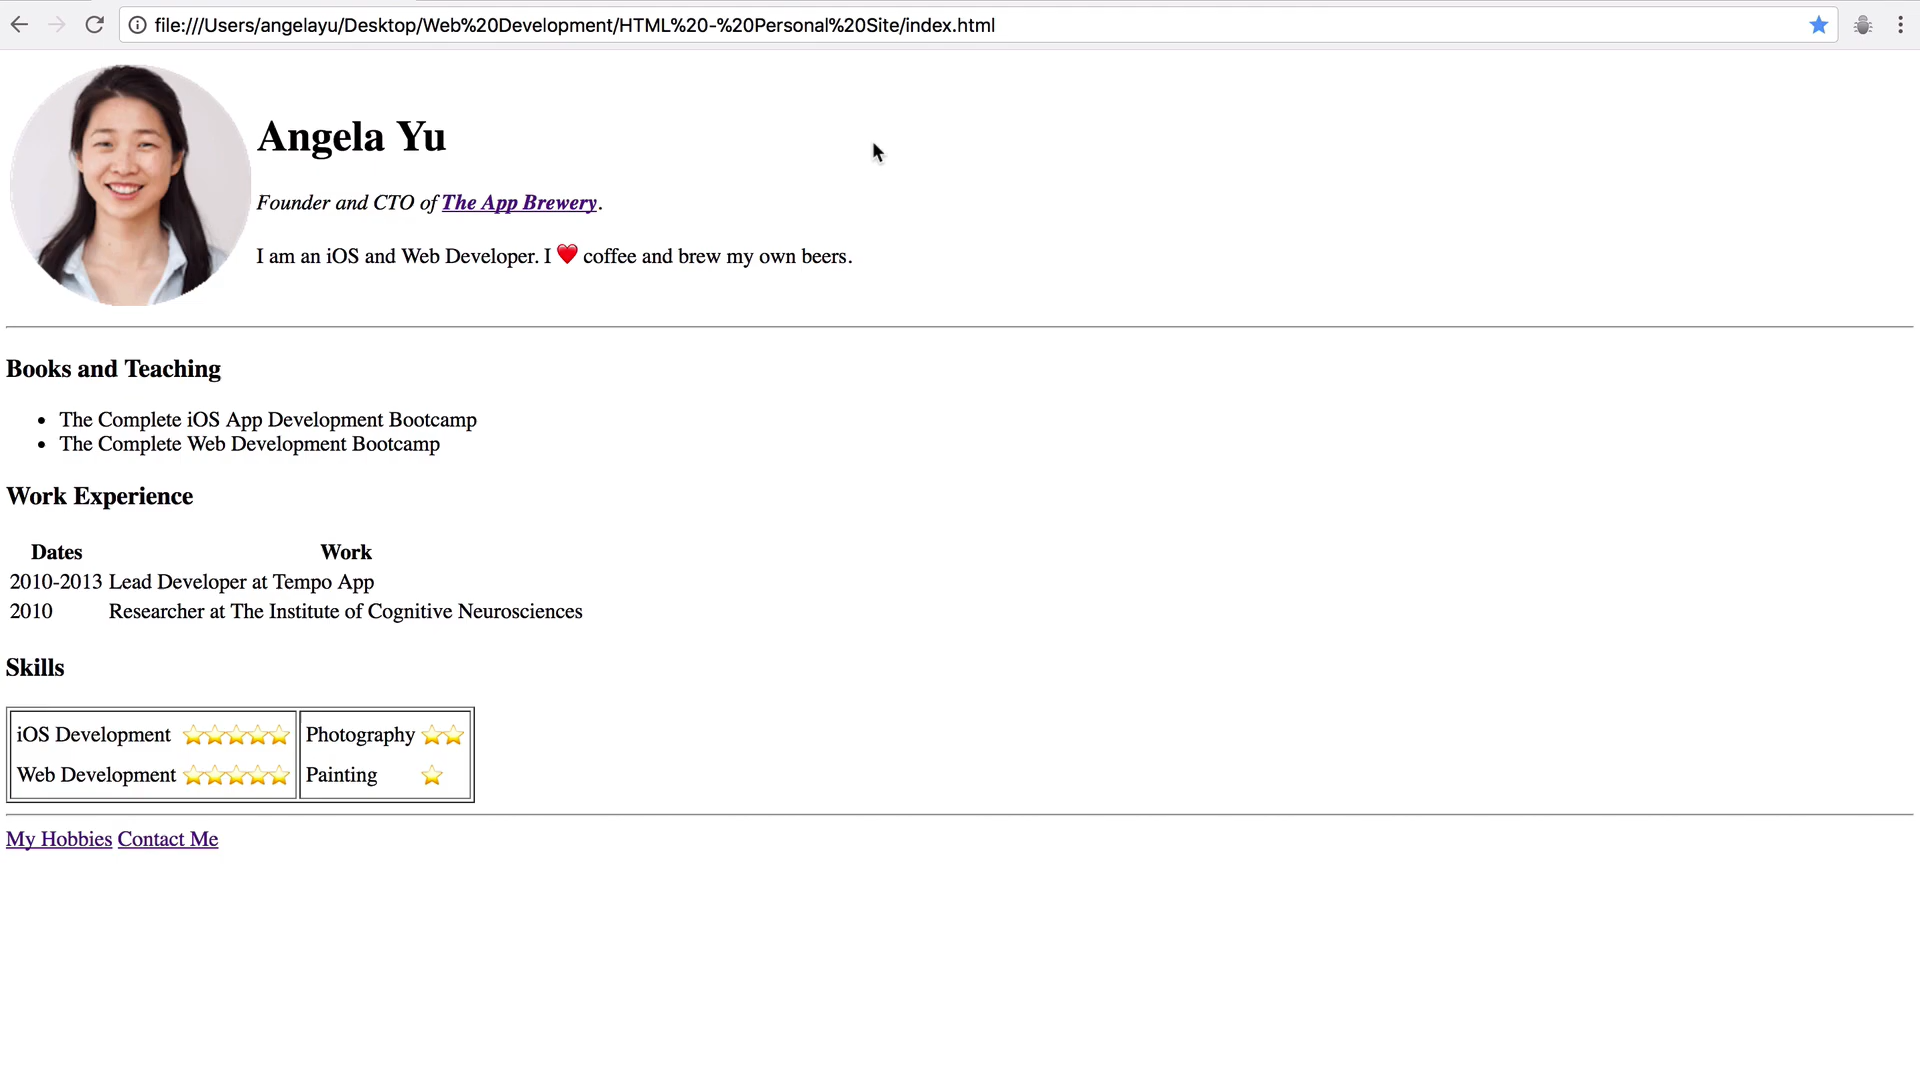 file:///Users/angelayu/Desktop/Web%20Development/HTML%20-%20Personal%20Site/index.html
Angela Yu
Founder and CTO of The App Brewery.
I am an iOS and Web Developer. I ❤️ coffee and brew my own beers.
Books and Teaching
• The Complete iOS App Development Bootcamp
• The Complete Web Development Bootcamp
Work Experience
Dates Work
2010-2013 Lead Developer at Tempo App
2010 Researcher at The Institute of Cognitive Neurosciences
Skills
iOS Development ⭐⭐⭐⭐⭐ Photography ⭐⭐
Web Development ⭐⭐⭐⭐⭐ Painting ⭐
My Hobbies Contact Me